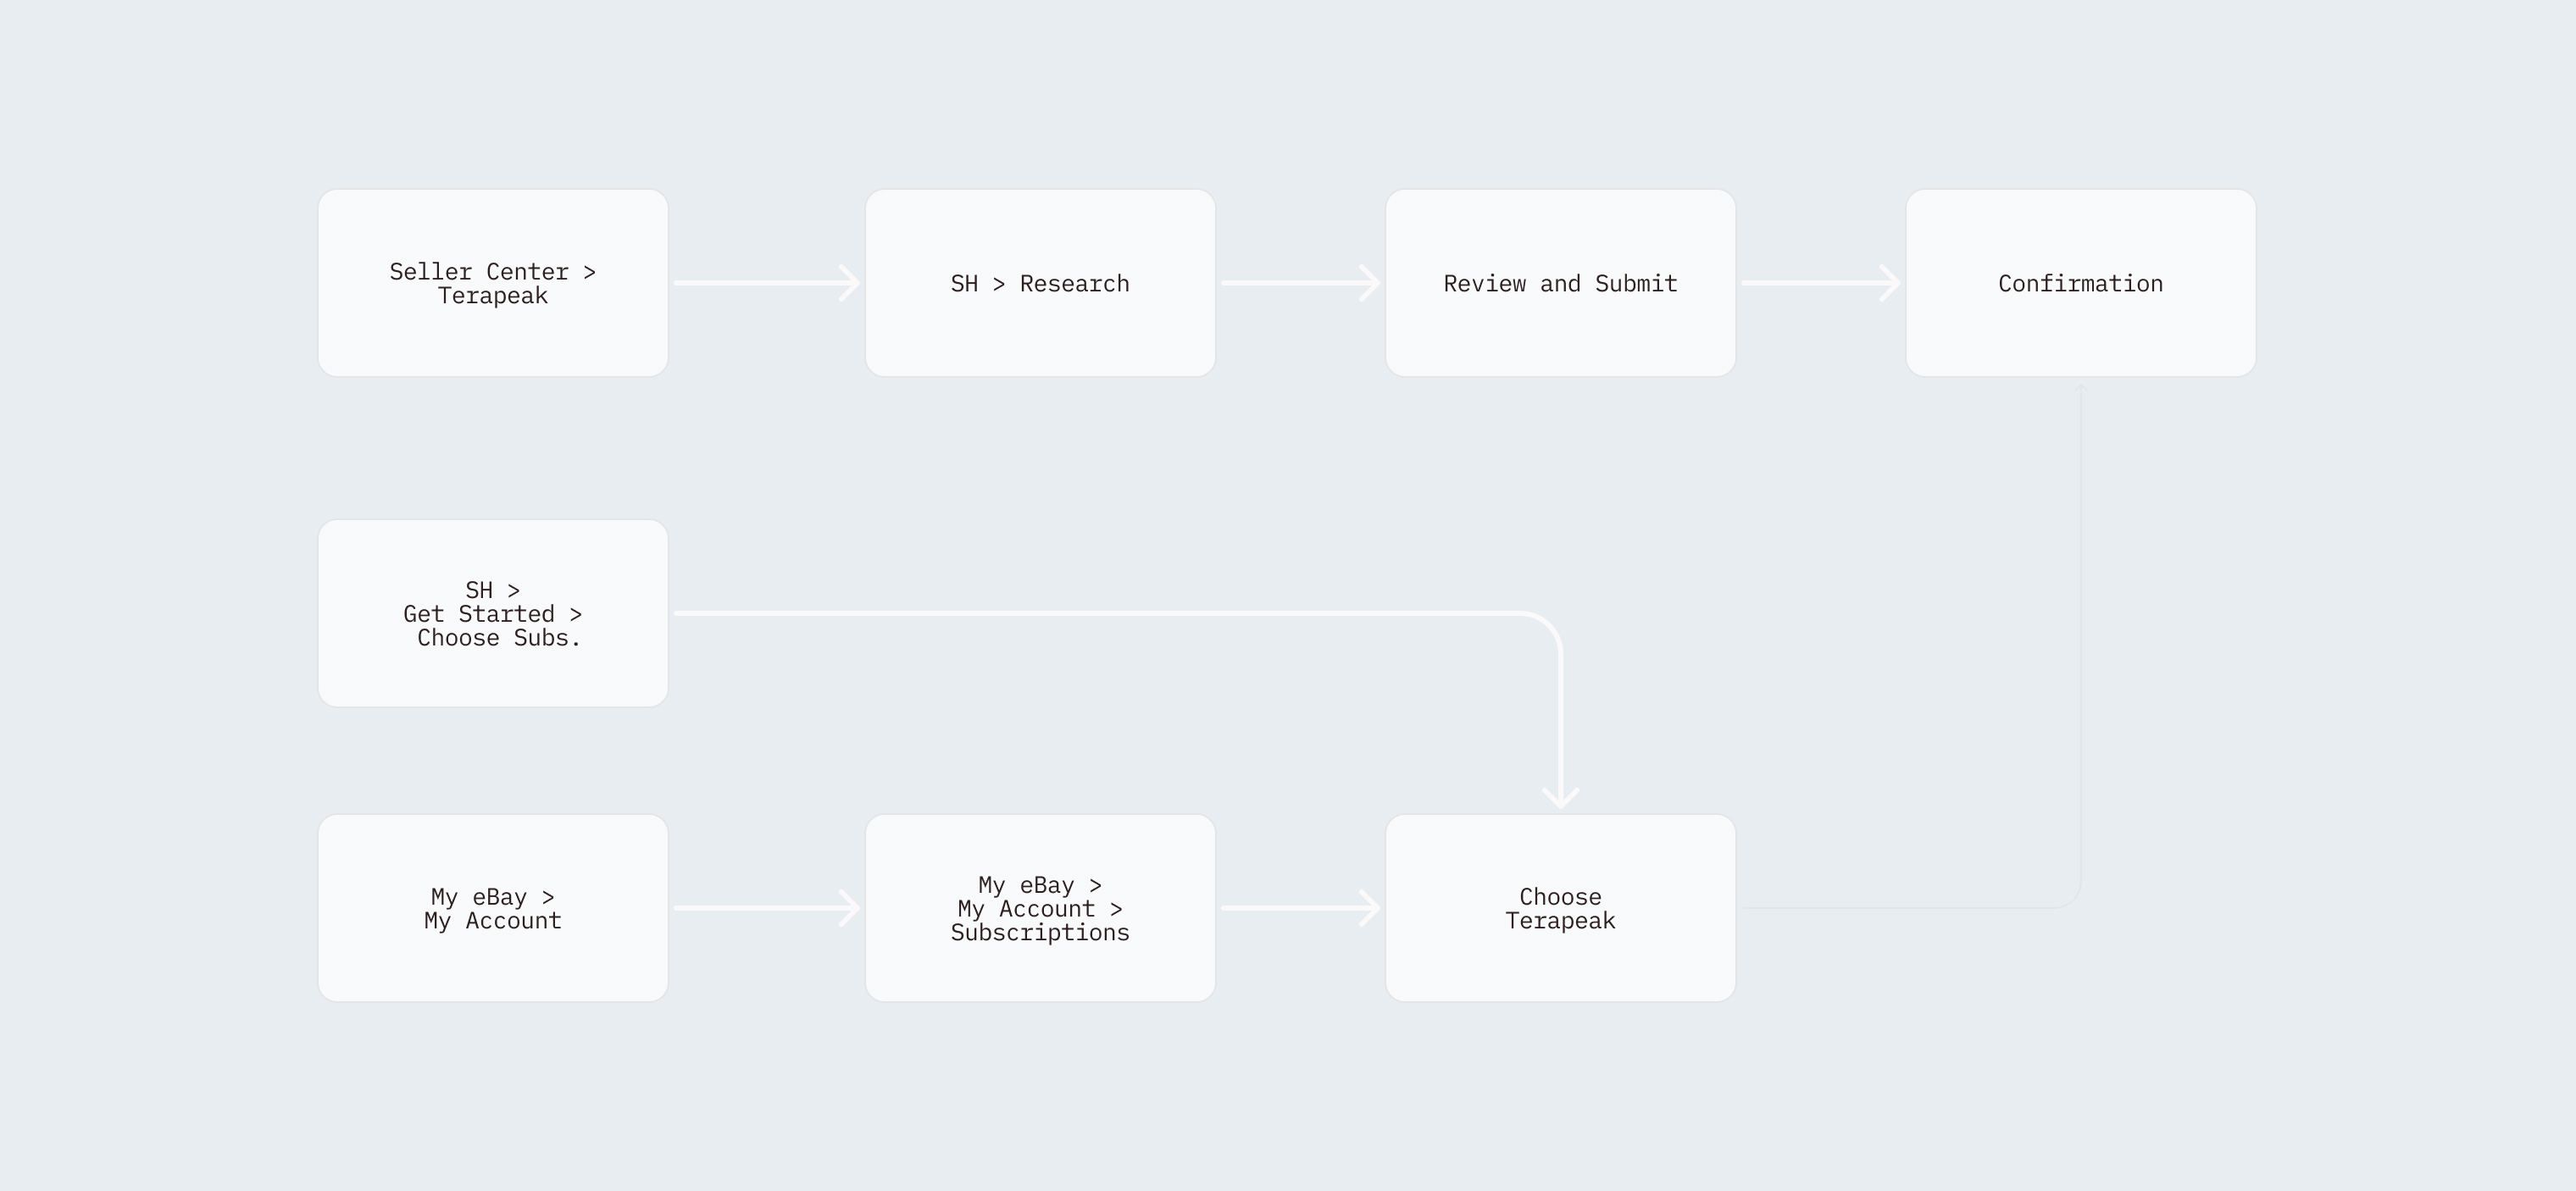 Seller Center >
Terapeak
SH > Research
Review and Submit
Confirmation
SH >
Get Started >
Choose Subs.
My eBay >
My Account
My eBay >
My Account >
Subscriptions
Choose
Terapeak